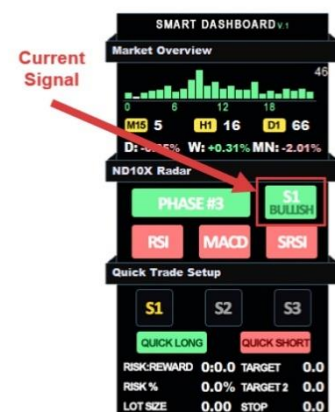 SMART DASHBOARD V.1
Current
Signal
Market Overview
46
0 6 12 18
M15 5 H1 16 D1 66
W: +0.31% MN: -2.01%
ND10X Radar
PHASE #3
S1
BULLISH
RSI MACD SRSI
Quick Trade Setup
S1 S2 S3
QUICK LONG QUICK SHORT
RISK:REWARD 0:0.0 TARGET 0.0
RISK % 0.0% TARGET 2 0.0
LOT SIZE 0.00 STOP 0.0